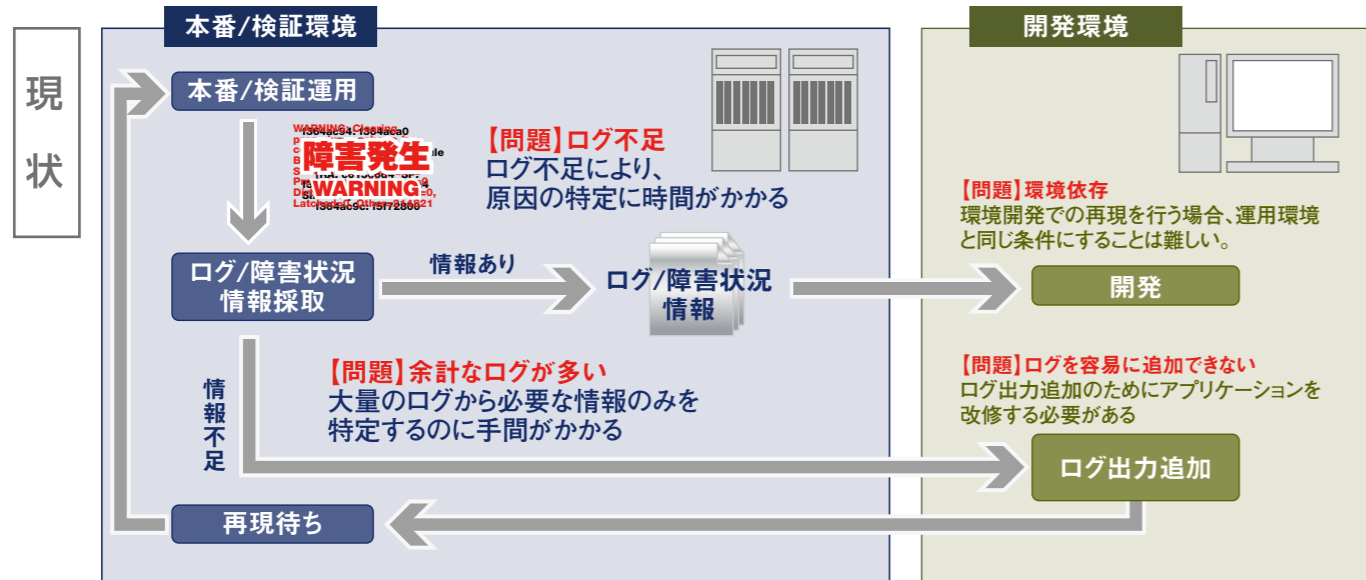 現
状
本番/検証環境
本番/検証運用
障害発生
WARNING
【問題】ログ不足
ログ不足により、
原因の特定に時間がかかる
ログ/障害状況
情報採取
情報あり
ログ/障害状況
情報
【問題】余計なログが多い
大量のログから必要な情報のみを
特定するのに手間がかかる
情報不足
再現待ち
開発環境
【問題】環境依存
環境開発での再現を行う場合、運用環境
と同じ条件にすることは難しい。
開発
【問題】ログを容易に追加できない
ログ出力追加のためにアプリケーションを
改修する必要がある
ログ出力追加